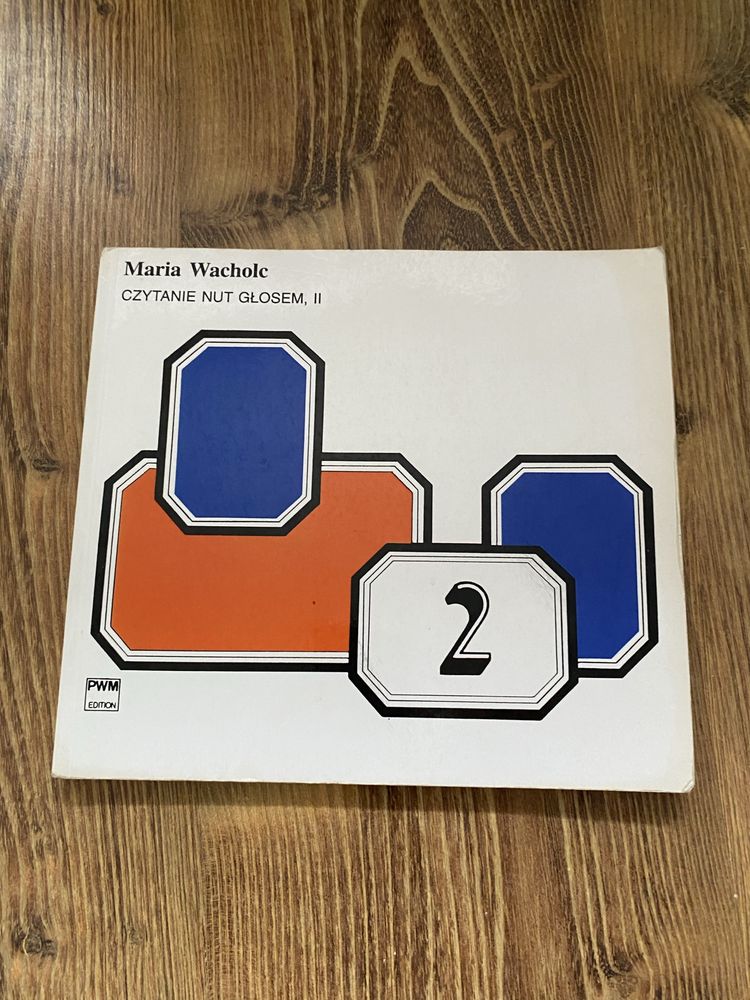 Maria Wacholc
CZYTANIE NUT GŁOSEM, II
2
PWM
EDITION